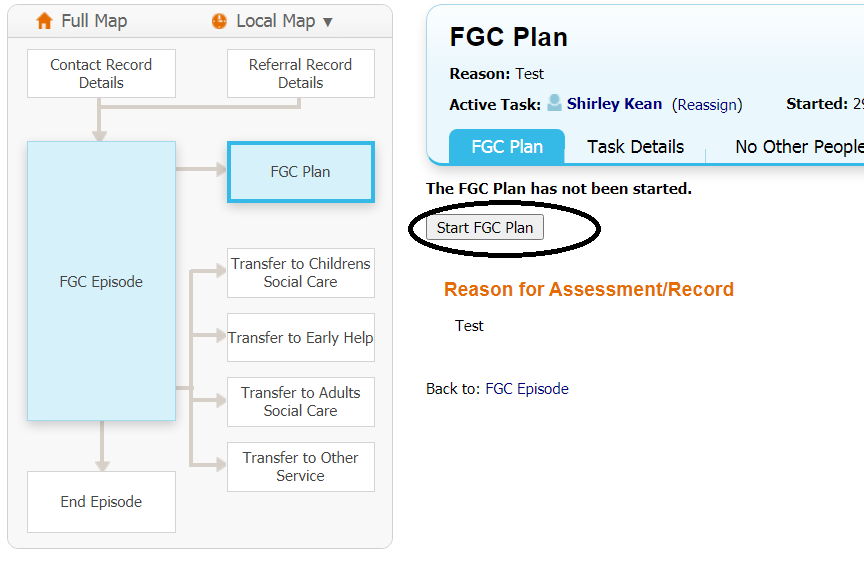 Full Map
Local Map ▼
Contact Record
Details
Referral Record
Details
FGC Plan
FGC Episode
Transfer to Childrens
Social Care
Transfer to Early Help
Transfer to Adults
Social Care
Transfer to Other
Service
End Episode
FGC Plan
Reason: Test
Active Task: Shirley Kean (Reassign) Started: 29
FGC Plan Task Details No Other People
The FGC Plan has not been started.
Start FGC Plan
Reason for Assessment/Record
Test
Back to: FGC Episode